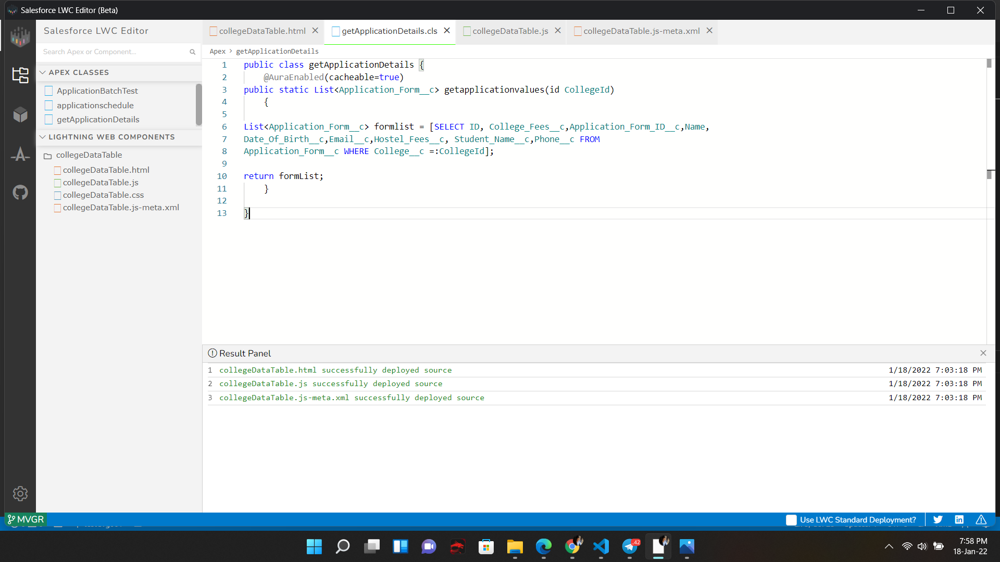 Salesforce LWC Editor (Beta)
Salesforce LWC Editor
Search Apex or Component...
APEX CLASSES
ApplicationBatchTest
applicationschedule
getApplicationDetails
LIGHTNING WEB COMPONENTS
collegeDataTable
collegeDataTable.html
collegeDataTable.js
collegeDataTable.css
collegeDataTable.js-meta.xml
collegeDataTable.html
getApplicationDetails.cls
collegeDataTable.js
collegeDataTable.js-meta.xml
Apex > getApplicationDetails
1 public class getApplicationDetails {
2 @AuraEnabled(cacheable=true)
3 public static List<Application_Form__c> getapplicationvalues(id CollegeId)
4 {
5
6 List<Application_Form__c> formlist = [SELECT ID, College_Fees__c,Application_Form_ID__c,Name,
7 Date_Of_Birth__c,Email__c,Hostel_Fees__c, Student_Name__c,Phone__c FROM
8 Application_Form__c WHERE College__c =:CollegeId];
9
10 return formList;
11 }
12
13 }
Result Panel
1 collegeDataTable.html successfully deployed source 1/18/2022 7:03:18 PM
2 collegeDataTable.js successfully deployed source 1/18/2022 7:03:18 PM
3 collegeDataTable.js-meta.xml successfully deployed source 1/18/2022 7:03:18 PM
MVGR
Use LWC Standard Deployment?
42
7:58 PM
18-Jan-22